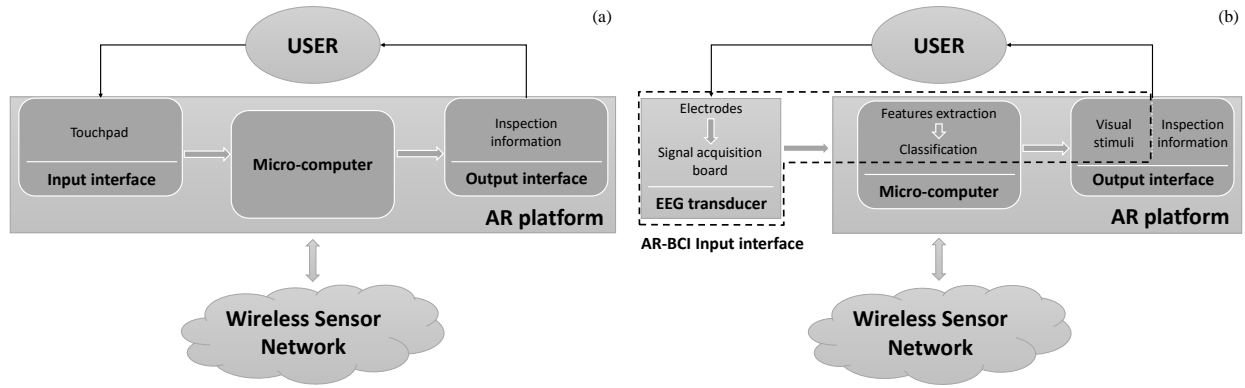 (a)
USER
Touchpad
Input interface
Micro-computer
Inspection
information
Output interface
AR platform
Wireless Sensor
Network
(b)
USER
Electrodes
Signal acquisition
board
EEG transducer
AR-BCI Input interface
Features extraction
Classification
Micro-computer
Visual
stimuli
Inspection
information
Output interface
AR platform
Wireless Sensor
Network